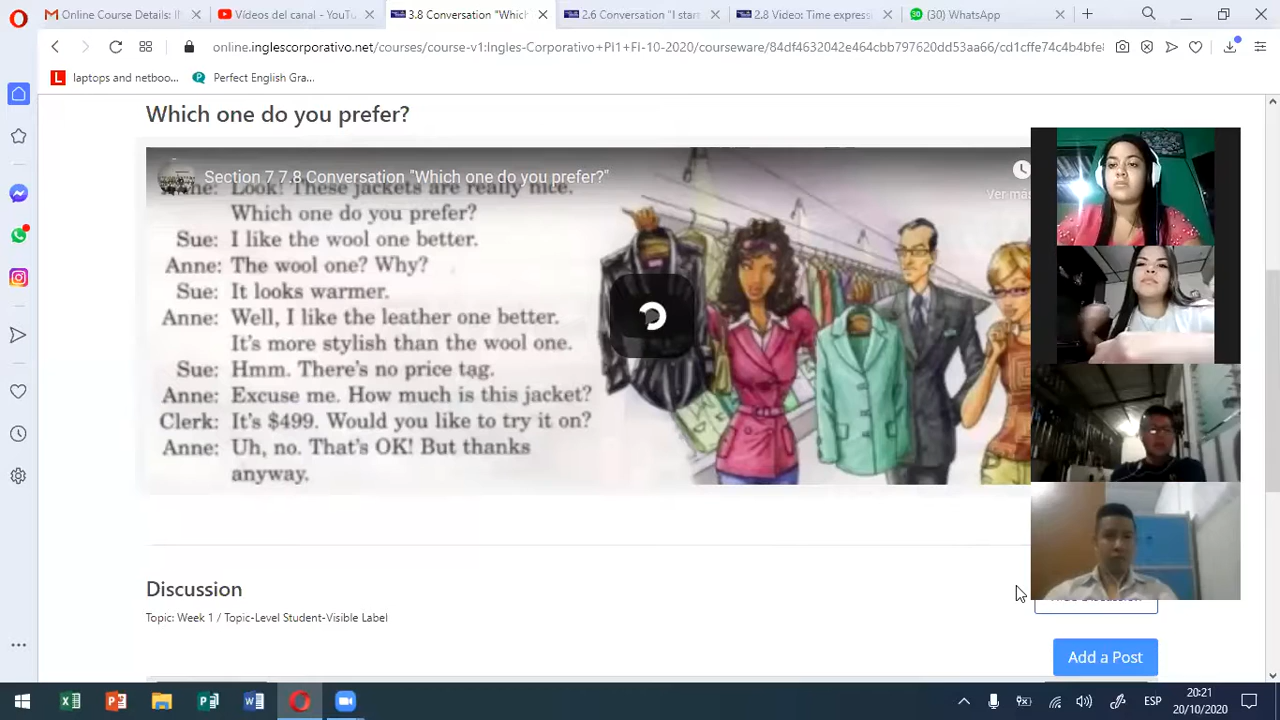 Online Course Details: II
Vídeos del canal - YouTu
3.8 Conversation "Which
2.6 Conversation "I start
2.8 Video: Time express
(30) WhatsApp
online.inglescorporativo.net/courses/course-v1:Ingles-Corporativo+PI1+FI-10-2020/courseware/84df4632042e464cbb797620dd53aa66/cd1cffe74c4b4bfe
L laptops and netboo...
Perfect English Gra...
Which one do you prefer?
Section 7 7.8 Conversation "Which one do you prefer?"
Look! These jackets are really nice.
Ver más
Which one do you prefer?
Sue: I like the wool one better.
Anne: The wool one? Why?
Sue: It looks warmer.
Anne: Well, I like the leather one better.
It's more stylish than the wool one.
Sue: Hmm. There's no price tag.
Anne: Excuse me. How much is this jacket?
Clerk: It's $499. Would you like to try it on?
Anne: Uh, no. That's OK! But thanks
anyway.
Discussion
Topic: Week 1 / Topic-Level Student-Visible Label
Add a Post
ESP
20:21
20/10/2020